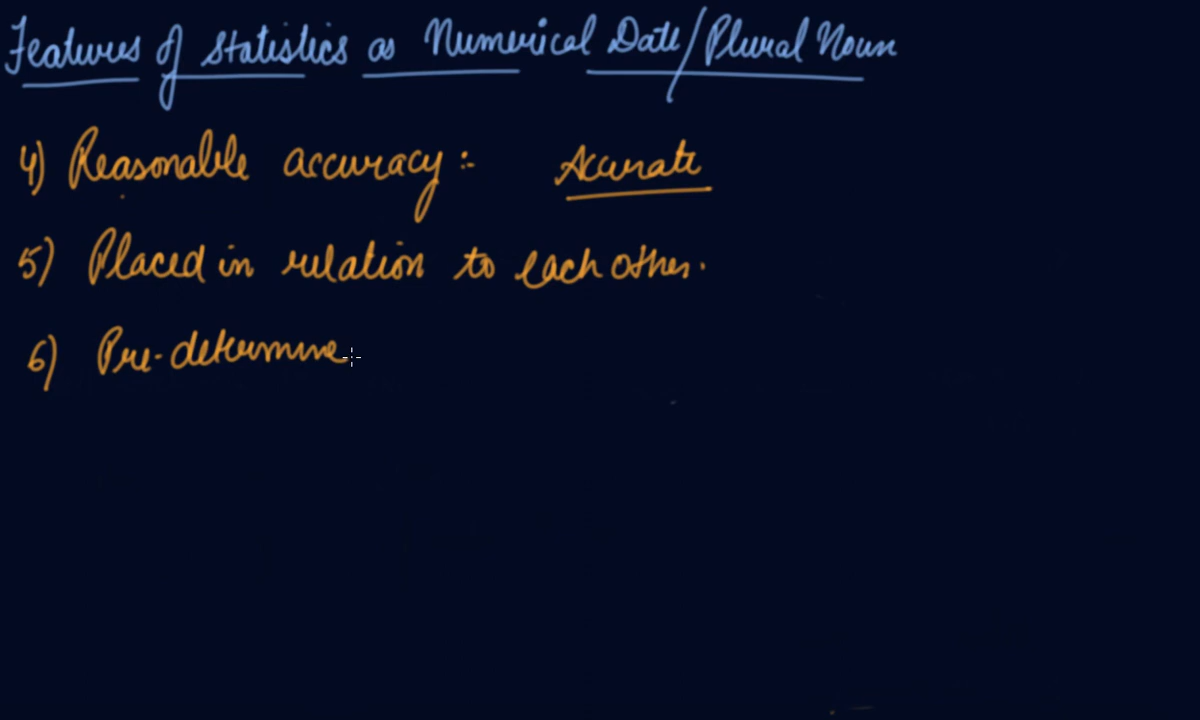 Features of Statistics as Numerical Date/Plural Noun
4) Reasonable accuracy :- Accurate
5) Placed in relation to each other.
6) Pre-determine